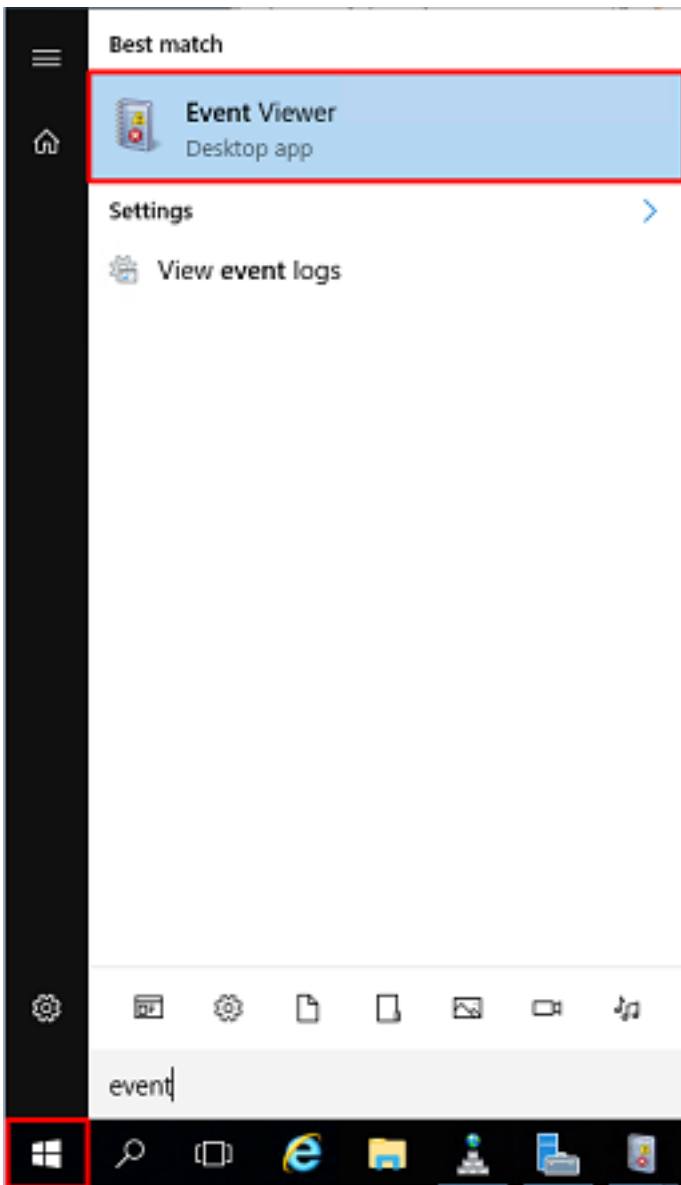 Best match
Event Viewer
Desktop app
Settings
View event logs
event